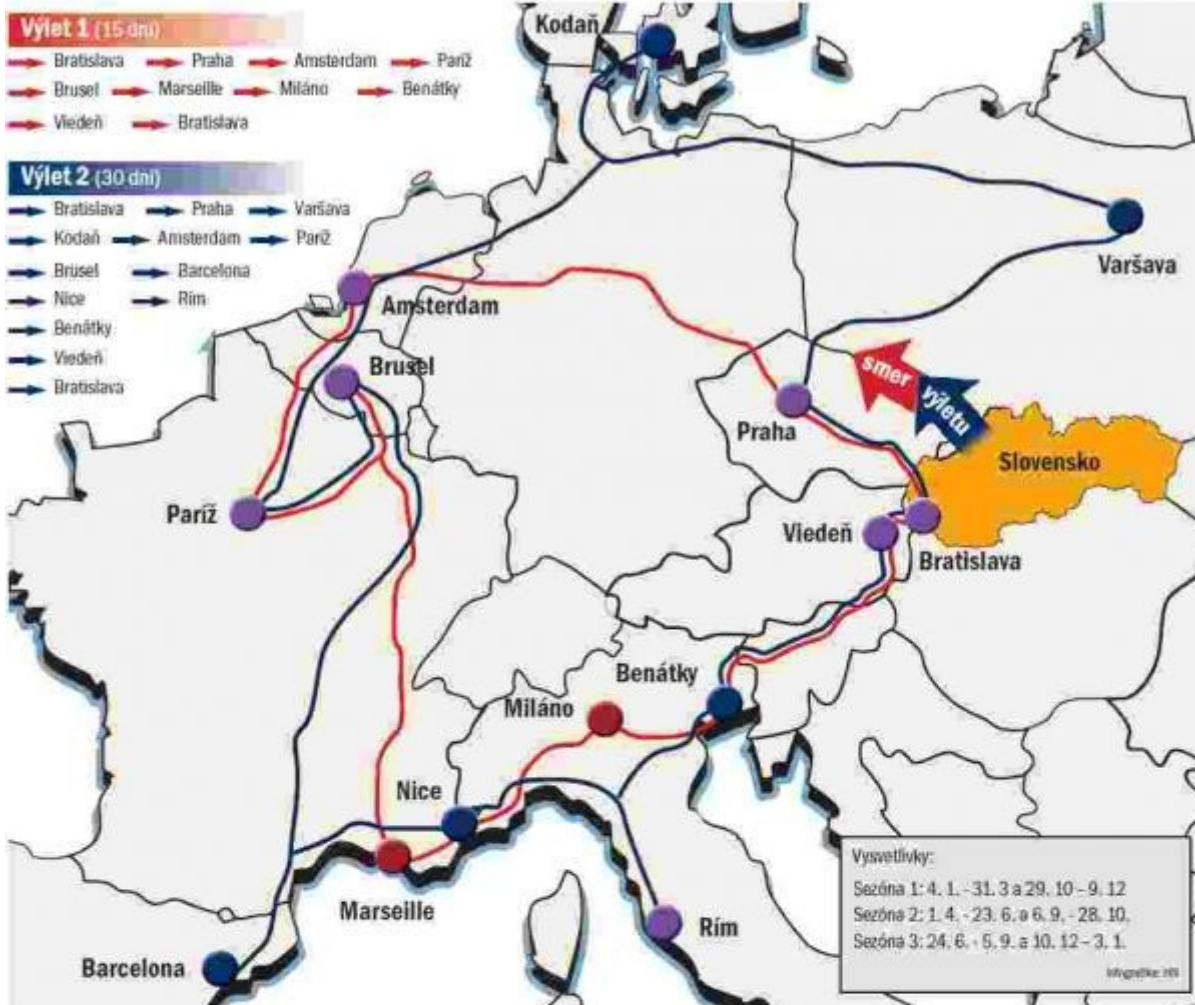 Výlet 1 (15 dní)
Bratislava Praha Amsterdam Paríž
Brusel Marseille Miláno Benátky
Viedeň Bratislava
Výlet 2 (30 dní)
Bratislava Praha Varšava
Kodaň Amsterdam Paríž
Brusel Barcelona
Nice Rím
Benátky
Viedeň
Bratislava
Kodaň
Varšava
Amsterdam
Brusel
smer výletu
Praha
Slovensko
Paríž
Viedeň
Bratislava
Benátky
Miláno
Nice
Marseille
Rím
Barcelona
Vysvetlivky:
Sezóna 1: 4. 1. - 31. 3 a 29. 10 – 9. 12
Sezóna 2: 1. 4. - 23. 6. a 6. 9. - 28. 10.
Sezóna 3: 24. 6. - 5. 9. a 10. 12 – 3. 1.
Infografika: HN